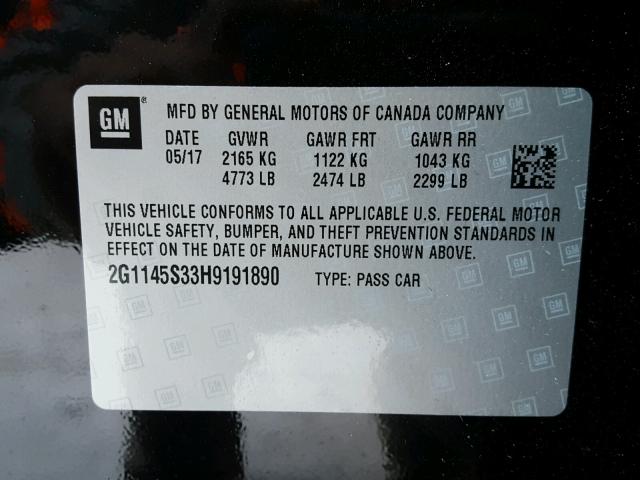 GM ® MFD BY GENERAL MOTORS OF CANADA COMPANY
DATE GVWR GAWR FRT GAWR RR
05/17 2165 KG 1122 KG 1043 KG
4773 LB 2474 LB 2299 LB
THIS VEHICLE CONFORMS TO ALL APPLICABLE U.S. FEDERAL MOTOR
VEHICLE SAFETY, BUMPER, AND THEFT PREVENTION STANDARDS IN
EFFECT ON THE DATE OF MANUFACTURE SHOWN ABOVE.
2G1145S33H9191890 TYPE: PASS CAR